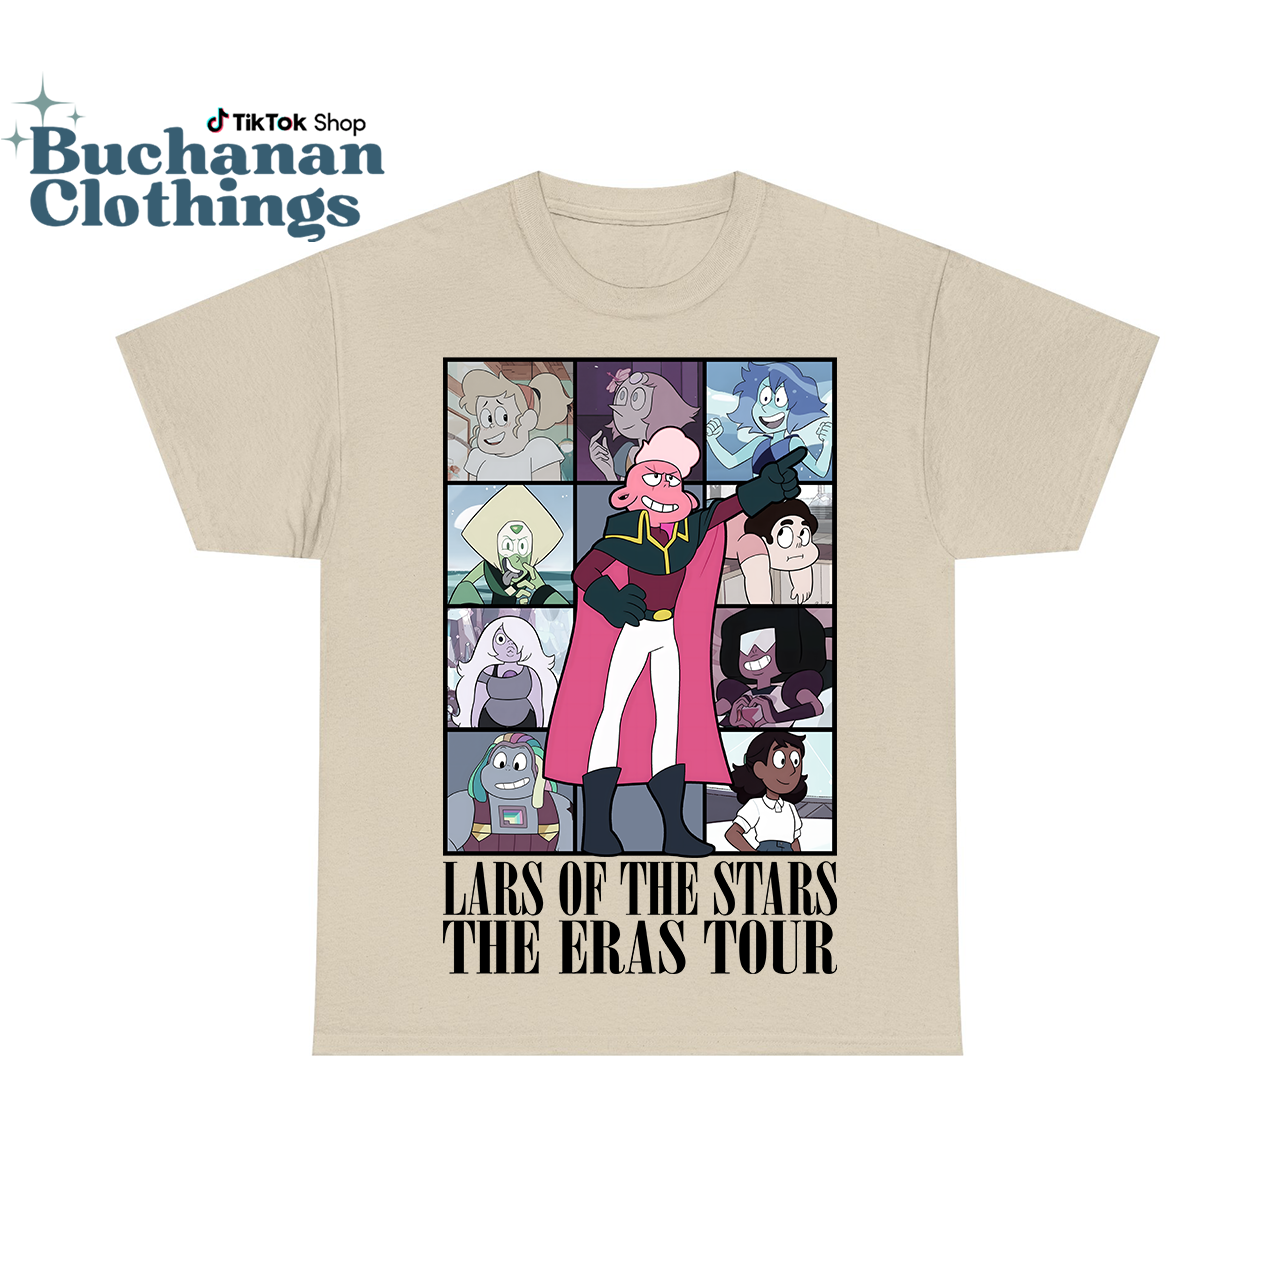 TikTok Shop
Buchanan
Clothings
LARS OF THE STARS
THE ERAS TOUR